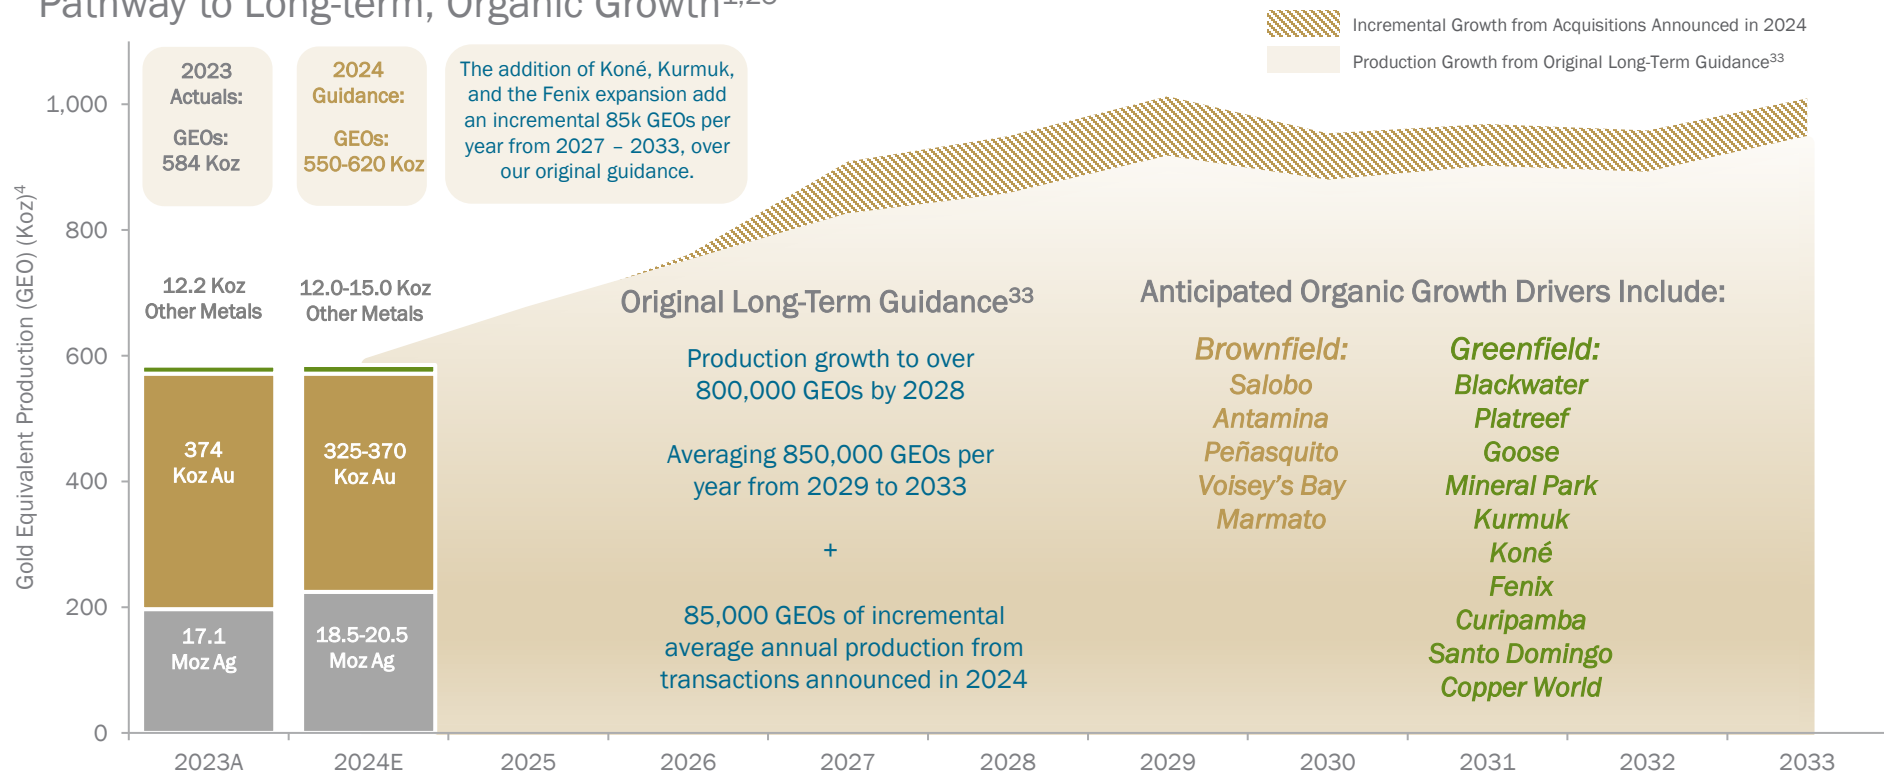 Pathway to Long-term, Organic Growth
Incremental Growth from Acquisitions Announced in 2024
Production Growth from Original Long-Term Guidance³³
Gold Equivalent Production (GEO) (Koz)⁴
1,000
800
600
400
200
0
2023
Actuals:
GEOs:
584 Koz
2024
Guidance:
GEOs:
550-620 Koz
The addition of Koné, Kurmuk,
and the Fenix expansion add
an incremental 85k GEOs per
year from 2027 – 2033, over
our original guidance.
12.2 Koz
Other Metals
12.0-15.0 Koz
Other Metals
374
Koz Au
325-370
Koz Au
17.1
Moz Ag
18.5-20.5
Moz Ag
Original Long-Term Guidance³³
Production growth to over
800,000 GEOs by 2028
Averaging 850,000 GEOs per
year from 2029 to 2033
+
85,000 GEOs of incremental
average annual production from
transactions announced in 2024
Anticipated Organic Growth Drivers Include:
Brownfield:
Salobo
Antamina
Peñasquito
Voisey's Bay
Marmato
Greenfield:
Blackwater
Platreef
Goose
Mineral Park
Kurmuk
Koné
Fenix
Curipamba
Santo Domingo
Copper World
2023A
2024E
2025
2026
2027
2028
2029
2030
2031
2032
2033